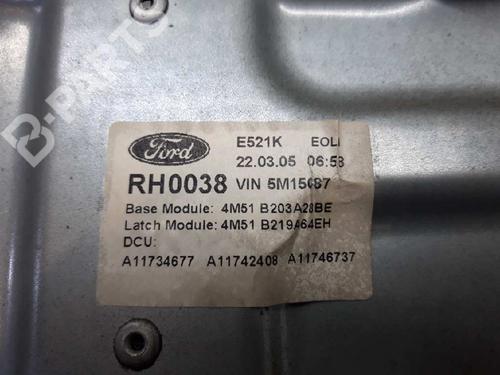 B-PARTS
Ford E521K EOLI
22.03.05 06:58
RH0038 VIN 5M15687
Base Module: 4M51 B203A28BE
Latch Module: 4M51 B219A64EH
DCU:
A11734677 A11742408 A11746737